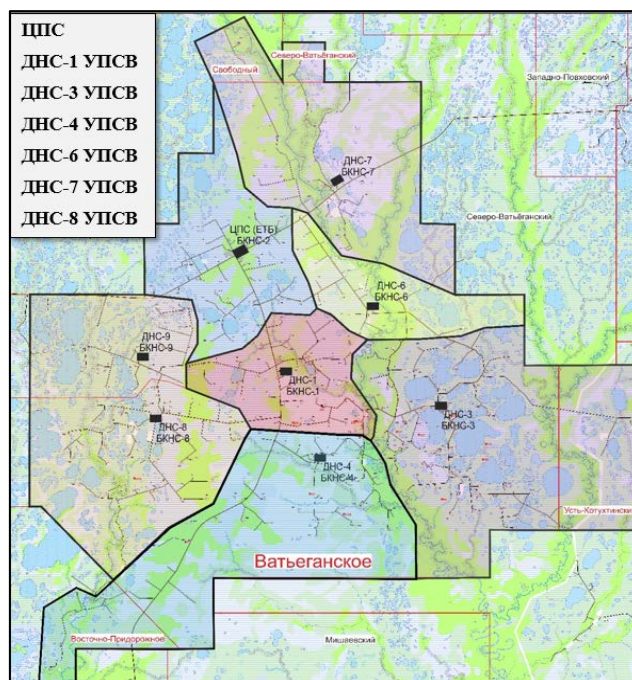 ЦПС
ДНС-1 УПСВ
ДНС-3 УПСВ
ДНС-4 УПСВ
ДНС-6 УПСВ
ДНС-7 УПСВ
ДНС-8 УПСВ
Северо-Ватьёганский
Свободный
Западно-Повховский
ДНС-7
БКНС-7
Северо-Ватьёганский
ЦПС (ЕТБ)
БКНС-2
ДНС-6
БКНС-6
ДНС-9
БКНС-9
ДНС-1
БКНС-1
ДНС-3
БКНС-3
ДНС-8
БКНС-8
ДНС-4
БКНС-4
Усть-Котухтинский
Ватьеганское
Восточно-Придорожное
Мишаевский